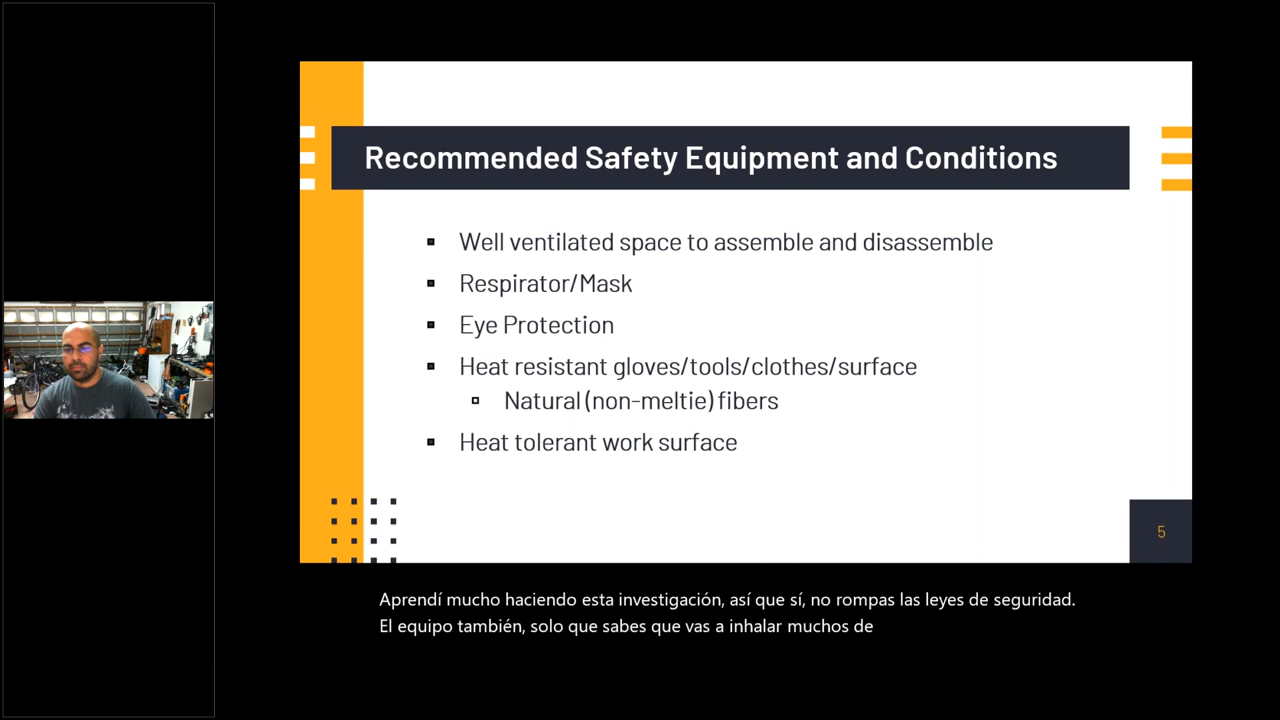 Recommended Safety Equipment and Conditions
Well ventilated space to assemble and disassemble
Respirator/Mask
Eye Protection
Heat resistant gloves/tools/clothes/surface
Natural (non-meltie) fibers
Heat tolerant work surface
5
Aprendí mucho haciendo esta investigación, así que sí, no rompas las leyes de seguridad.
El equipo también, solo que sabes que vas a inhalar muchos de